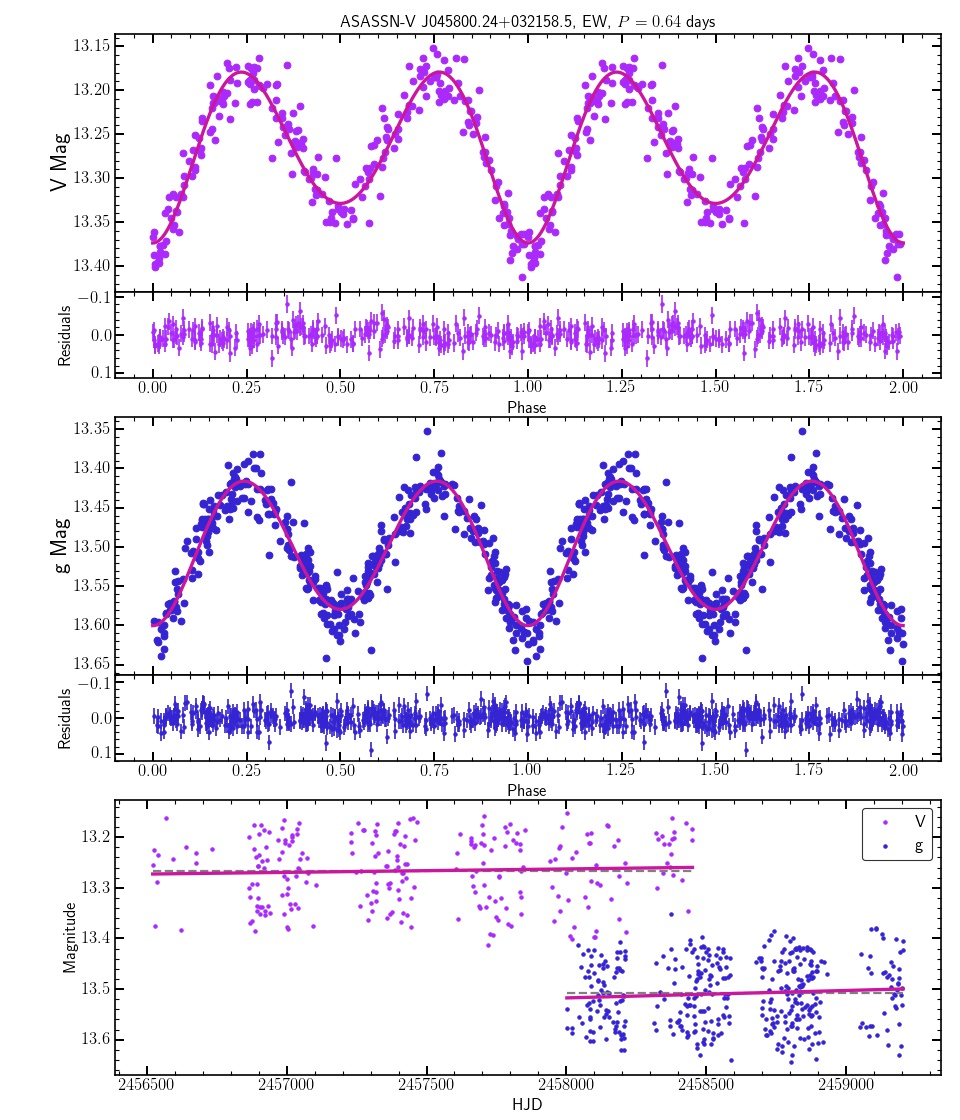 ASASSN-V J045800.24+032158.5, EW, P = 0.64 days
13.15
13.20
13.25
13.30
13.35
13.40
V Mag
−0.1
0.0
0.1
Residuals
0.00 0.25 0.50 0.75 1.00 1.25 1.50 1.75 2.00
Phase
13.35
13.40
13.45
13.50
13.55
13.60
13.65
g Mag
−0.1
0.0
0.1
Residuals
0.00 0.25 0.50 0.75 1.00 1.25 1.50 1.75 2.00
Phase
V
g
13.2
13.3
13.4
13.5
13.6
Magnitude
2456500 2457000 2457500 2458000 2458500 2459000
HJD